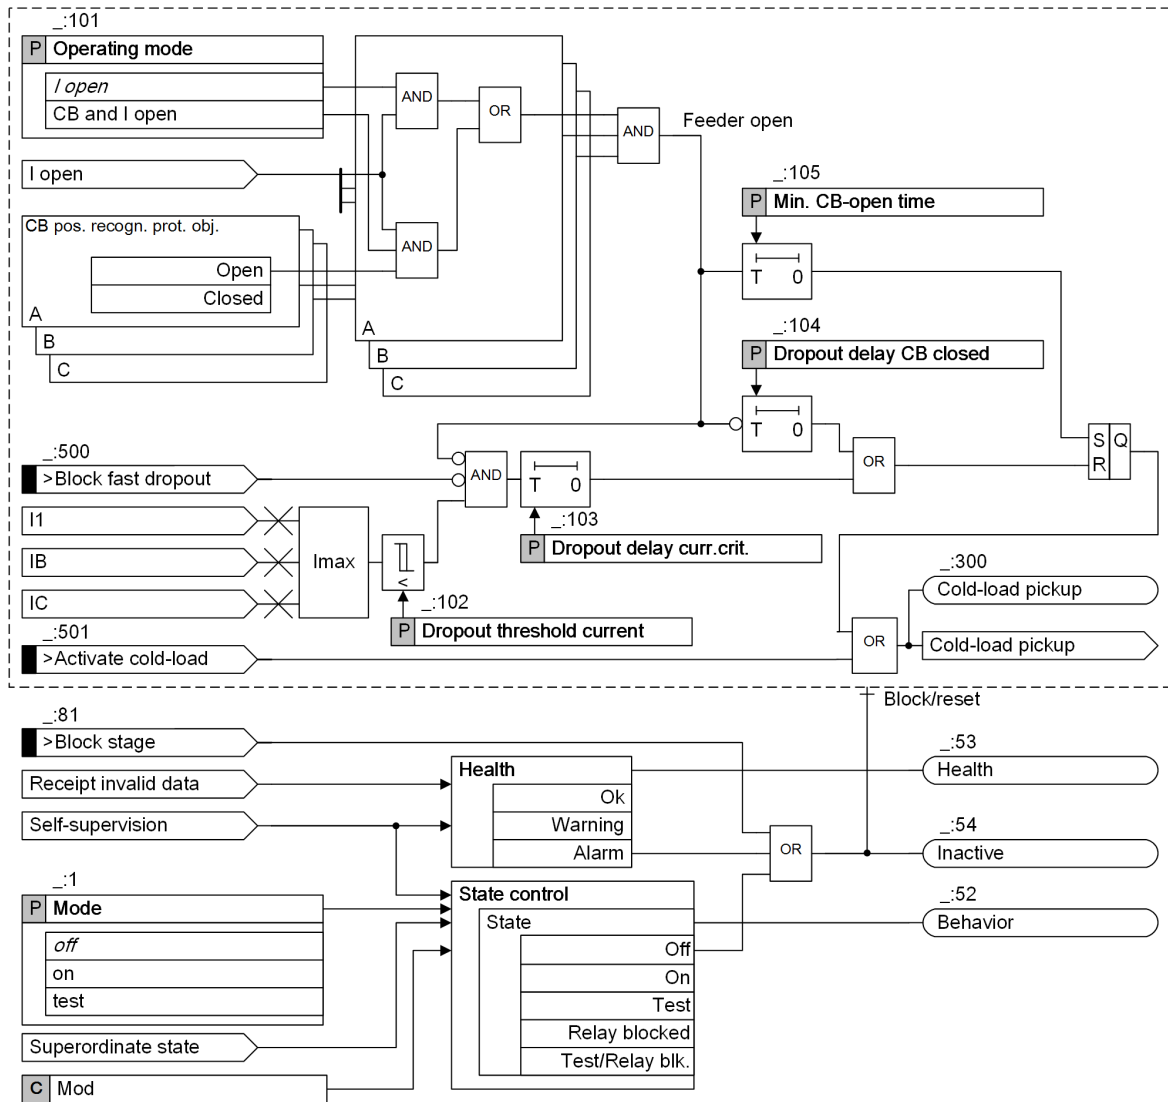 _:101
P Operating mode
I open
CB and I open
AND
OR
AND
Feeder open
I open
_:105
P Min. CB-open time
CB pos. recogn. prot. obj.
AND
Open
T 0
Closed
A
B
C
A
B
C
_:104
P Dropout delay CB closed
T 0
S Q
R
_:500
>Block fast dropout
AND
T 0
OR
I1
_:103
P Dropout delay curr.crit.
IB
Imax
<
_:300
Cold-load pickup
IC
_:102
P Dropout threshold current
_:501
>Activate cold-load
OR
Cold-load pickup
Block/reset
_:81
>Block stage
_:53
Health
Health
Receipt invalid data
Ok
Self-supervision
Warning
Alarm
OR
_:54
Inactive
_:1
P Mode
off
on
test
State control
State
_:52
Behavior
Off
On
Test
Relay blocked
Test/Relay blk.
Superordinate state
C Mod